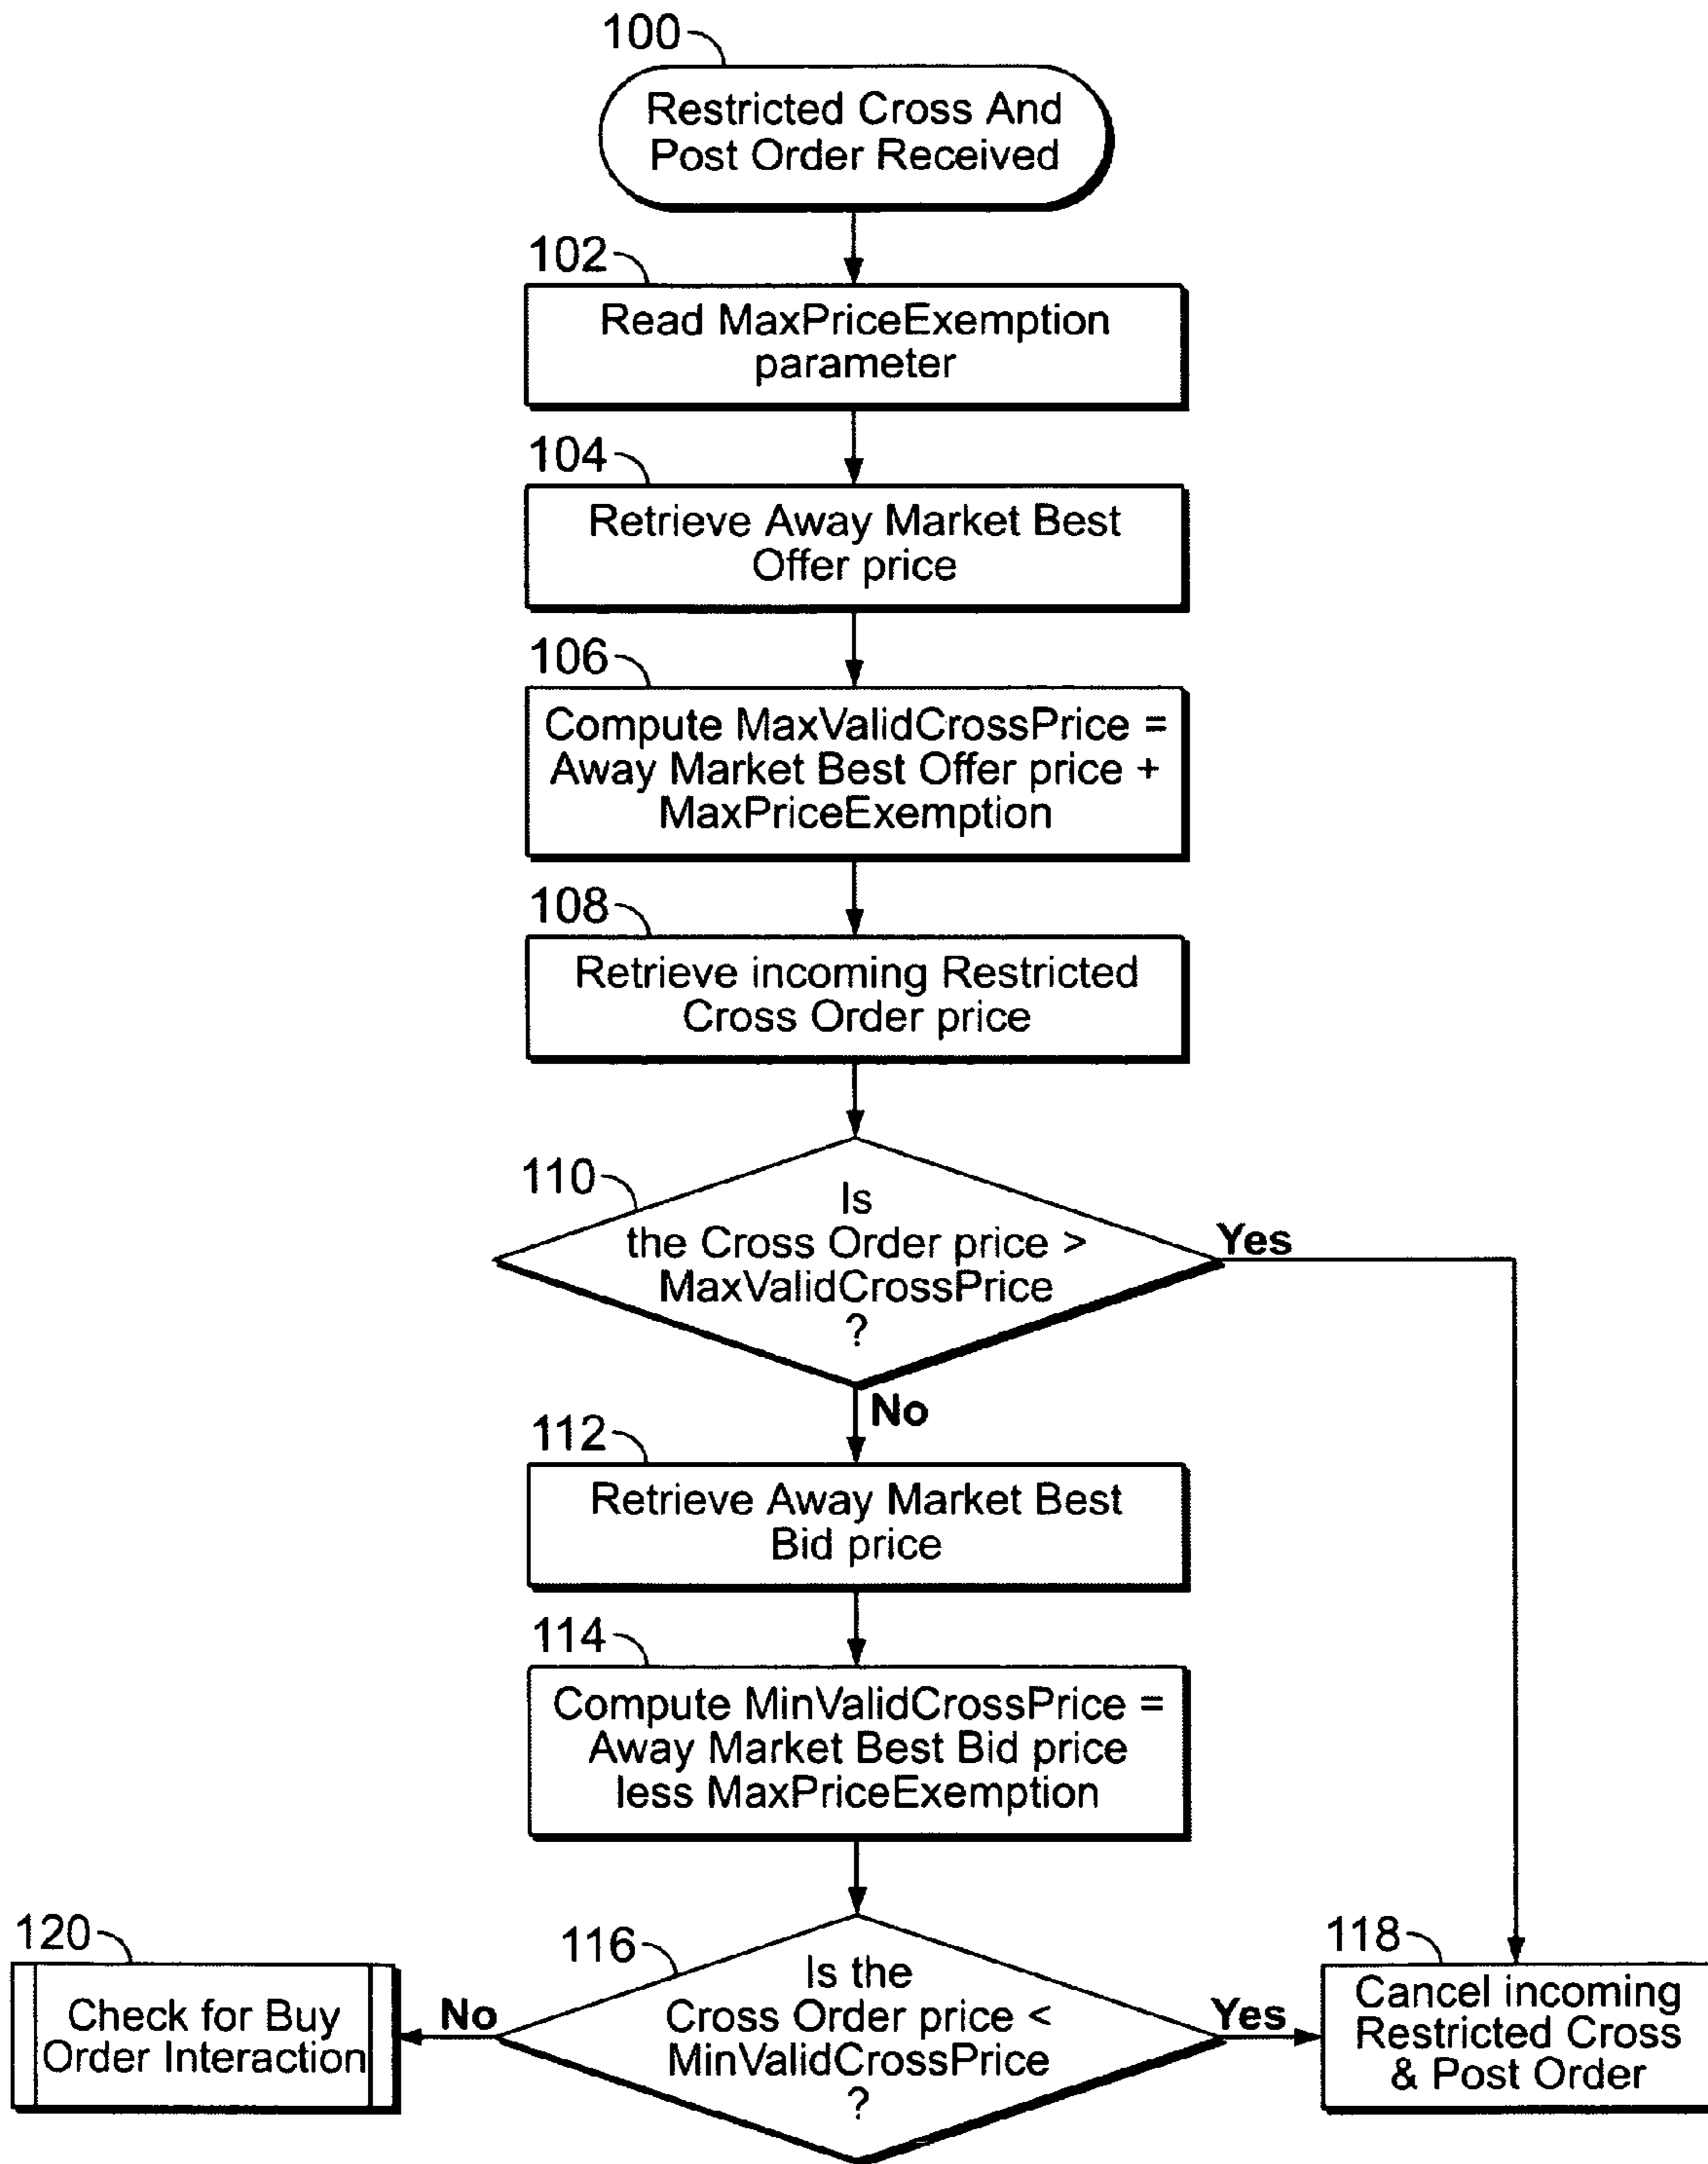 100
Restricted Cross And
Post Order Received
102
Read MaxPriceExemption
parameter
104
Retrieve Away Market Best
Offer price
106
Compute MaxValidCrossPrice =
Away Market Best Offer price +
MaxPriceExemption
108
Retrieve incoming Restricted
Cross Order price
110
Is
the Cross Order price >
MaxValidCrossPrice
?
Yes
No
112
Retrieve Away Market Best
Bid price
114
Compute MinValidCrossPrice =
Away Market Best Bid price
less MaxPriceExemption
116
Is the
Cross Order price <
MinValidCrossPrice
?
No
Yes
120
Check for Buy
Order Interaction
118
Cancel incoming
Restricted Cross
& Post Order